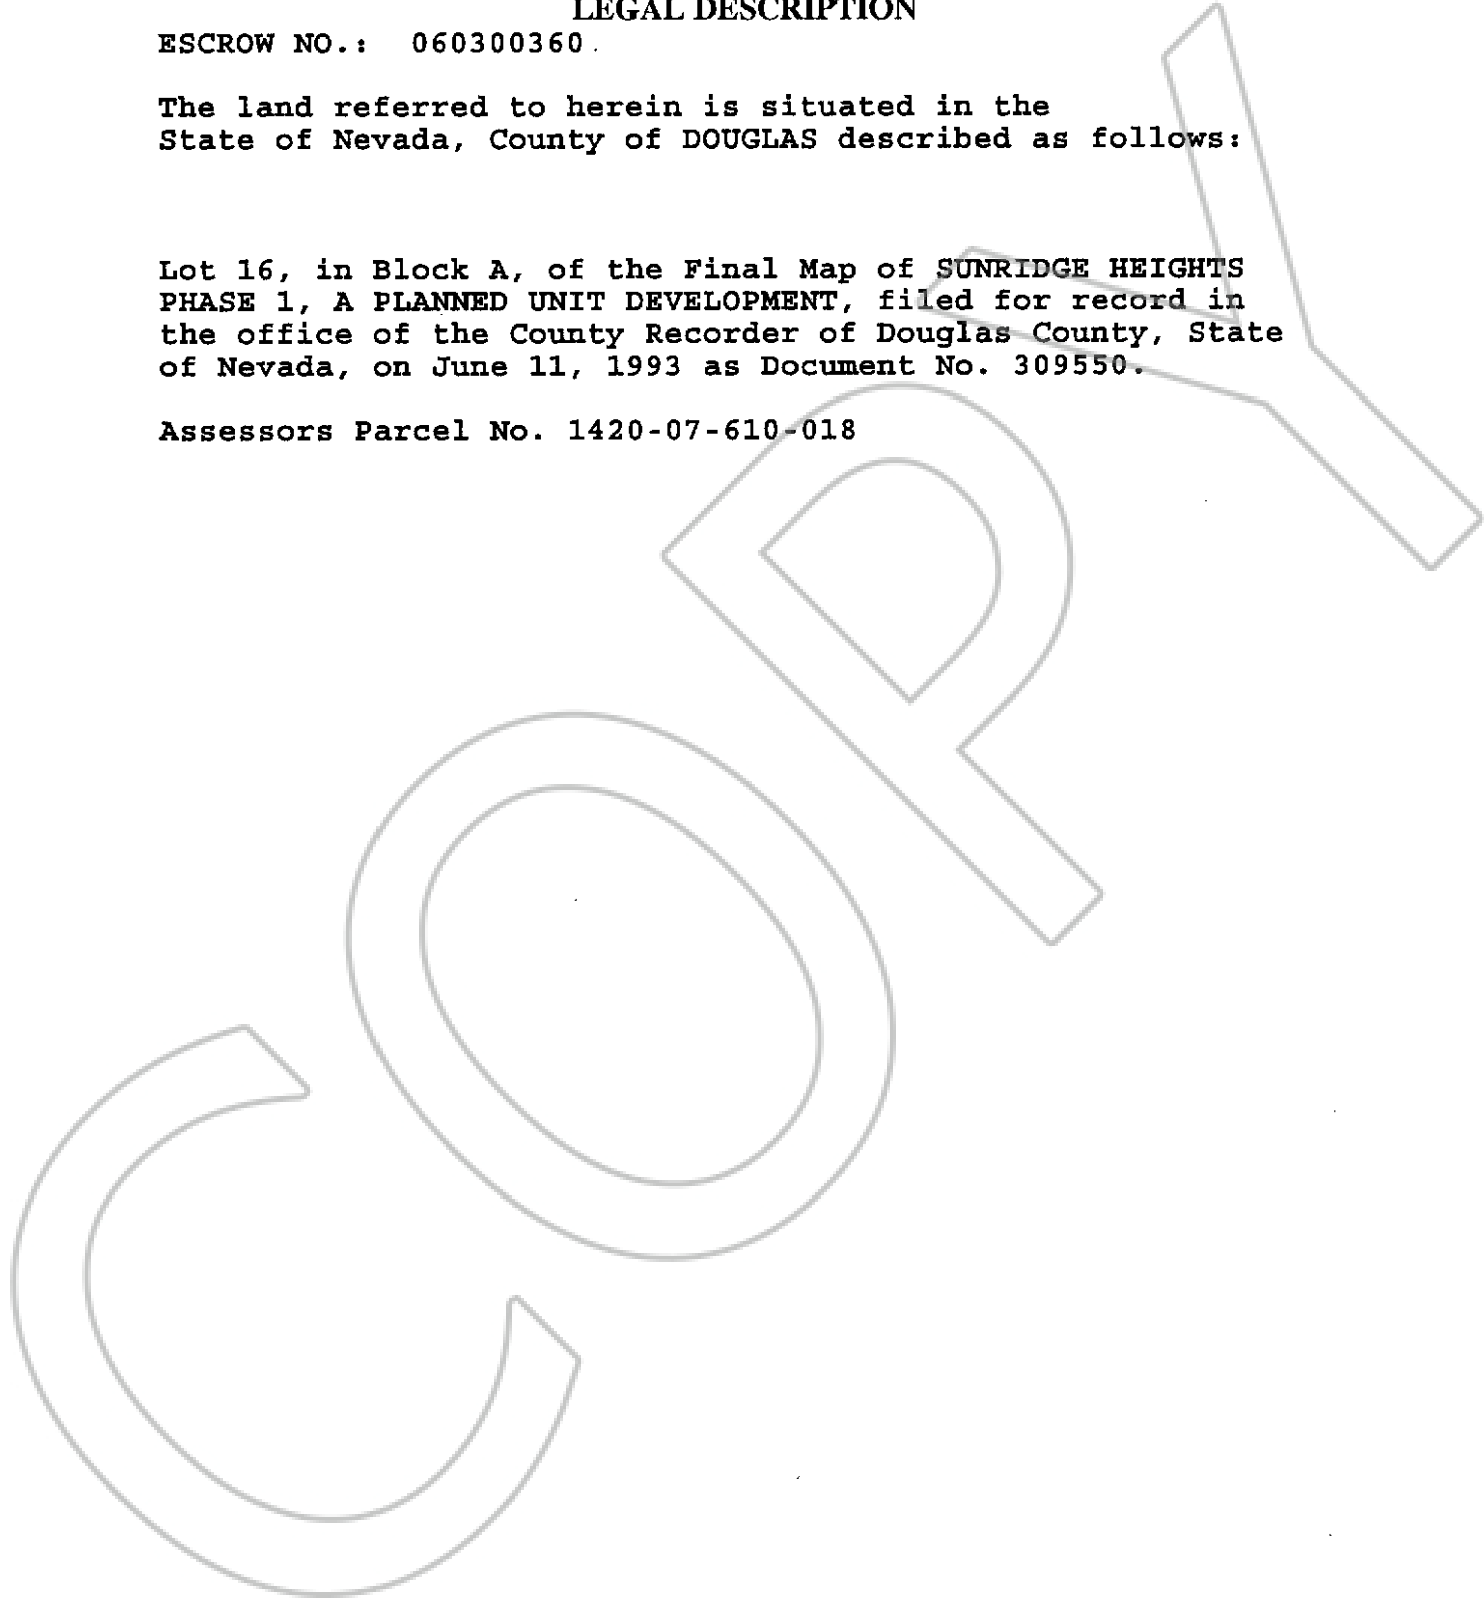 LEGAL DESCRIPTION
ESCROW NO.: 060300360.
The land referred to herein is situated in the
State of Nevada, County of DOUGLAS described as follows:
Lot 16, in Block A, of the Final Map of SUNRIDGE HEIGHTS
PHASE 1, A PLANNED UNIT DEVELOPMENT, filed for record in
the office of the County Recorder of Douglas County, State
of Nevada, on June 11, 1993 as Document No. 309550.
Assessors Parcel No. 1420-07-610-018
COPY